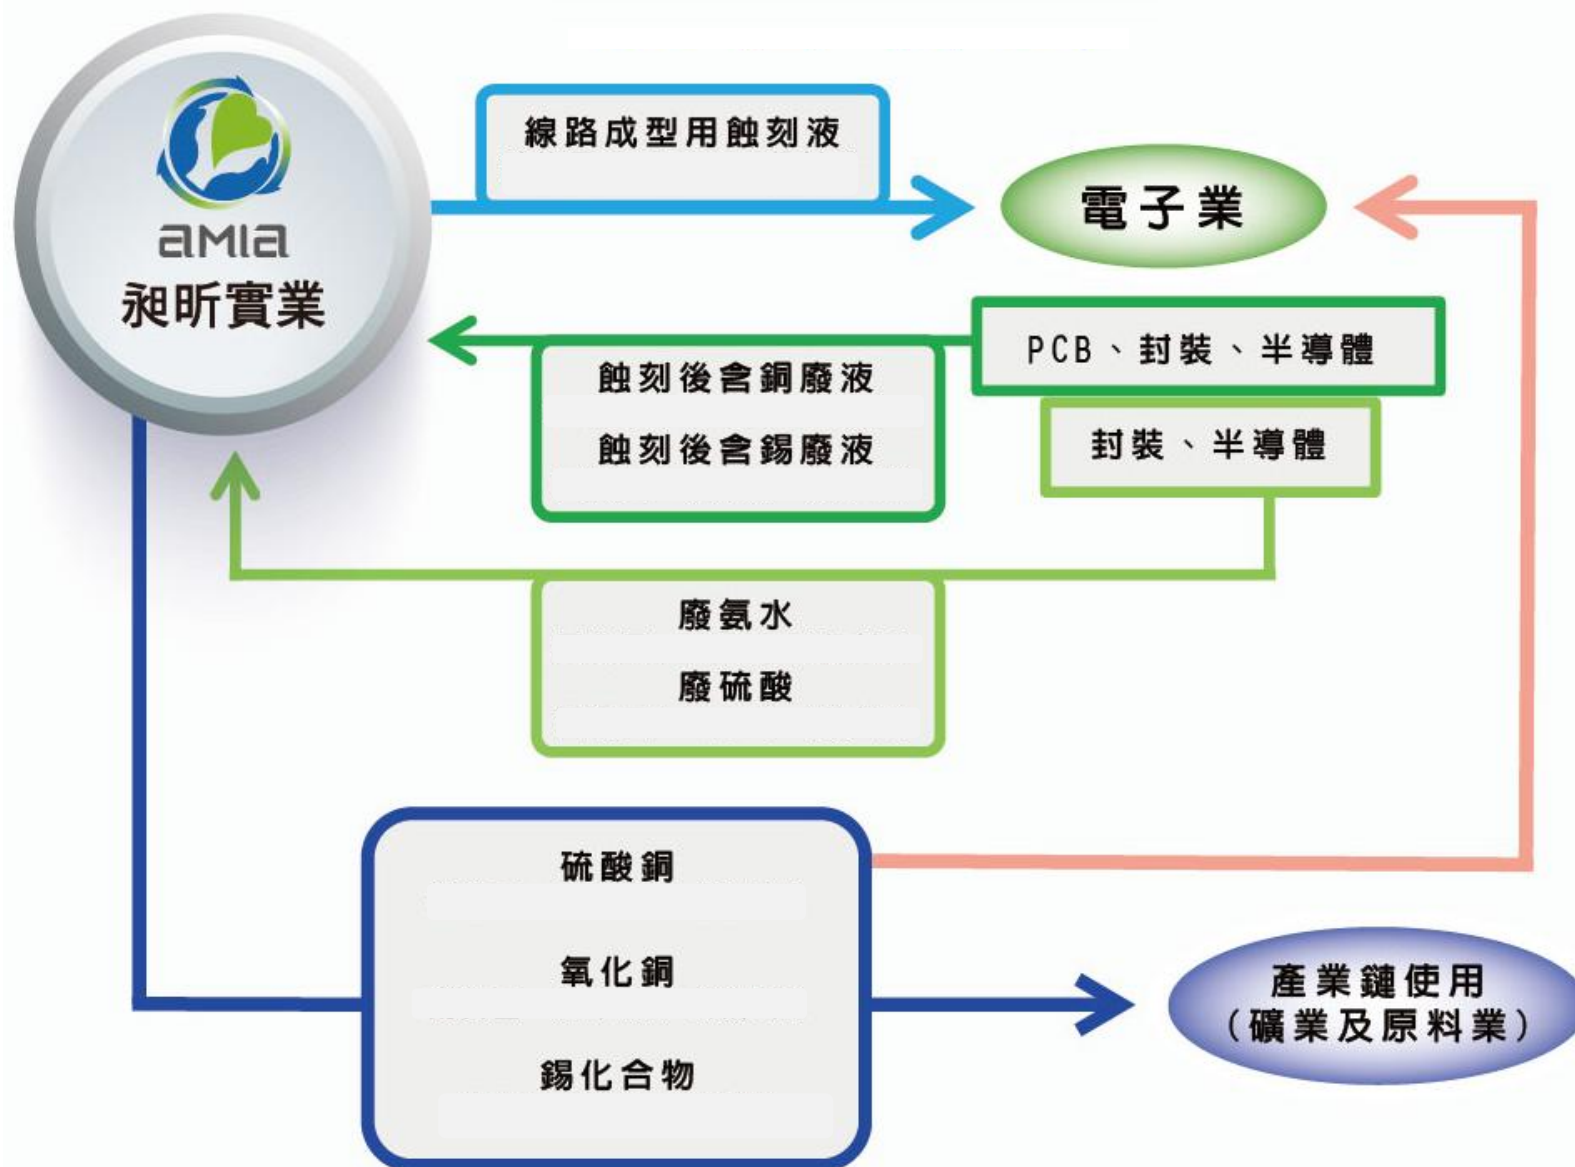 線路成型用蝕刻液
電子業
aMIa
昶昕實業
PCB、封裝、半導體
蝕刻後含銅廢液
蝕刻後含錫廢液
封裝、半導體
廢氨水
廢硫酸
硫酸銅
氧化銅
錫化合物
產業鏈使用
(礦業及原料業)